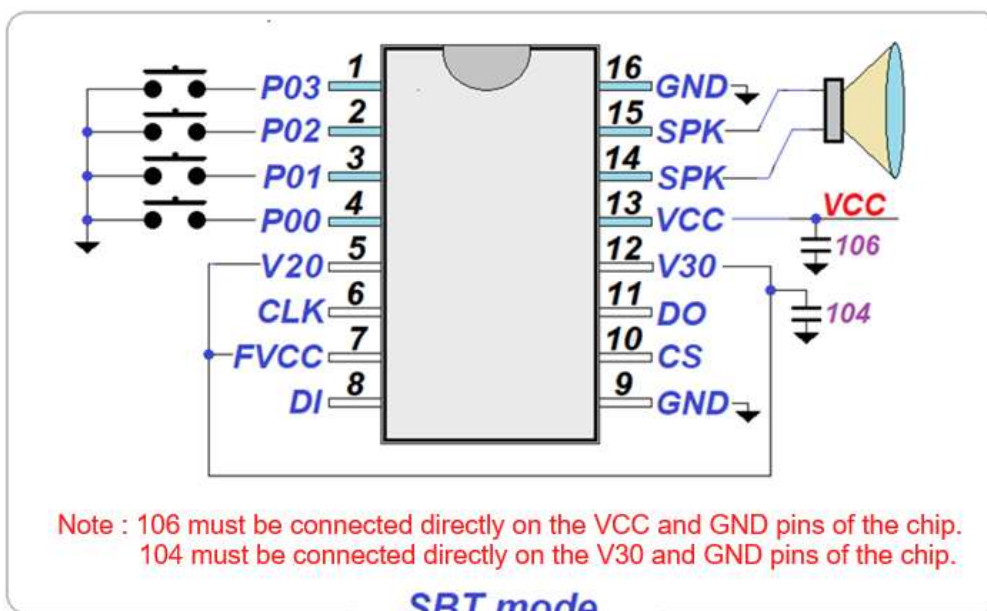 1
P03
2
P02
3
P01
4
P00
5
V20
6
CLK
7
FVCC
8
DI
16
GND
15
SPK
14
SPK
13
VCC
VCC
106
12
V30
11
DO
104
10
CS
9
GND
Note : 106 must be connected directly on the VCC and GND pins of the chip.
104 must be connected directly on the V30 and GND pins of the chip.
SBT mode